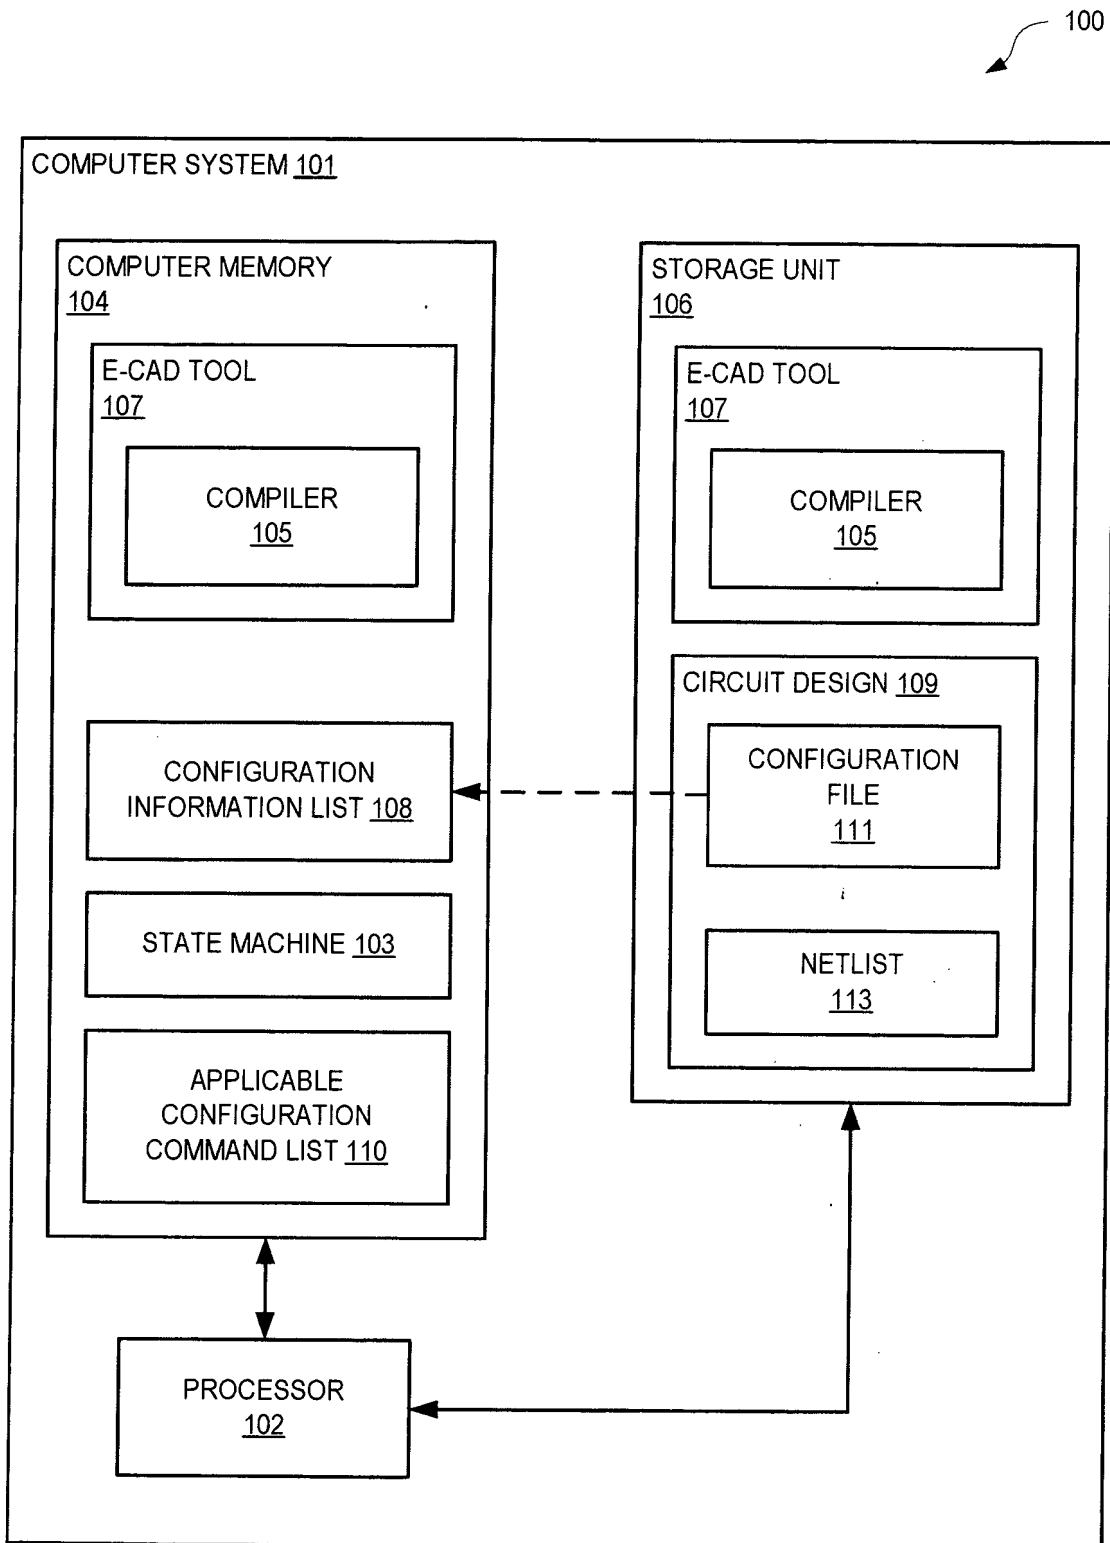 100
COMPUTER SYSTEM 101
COMPUTER MEMORY
104
E-CAD TOOL
107
COMPILER
105
CONFIGURATION
INFORMATION LIST 108
STATE MACHINE 103
APPLICABLE
CONFIGURATION
COMMAND LIST 110
STORAGE UNIT
106
E-CAD TOOL
107
COMPILER
105
CIRCUIT DESIGN 109
CONFIGURATION
FILE
111
NETLIST
113
PROCESSOR
102